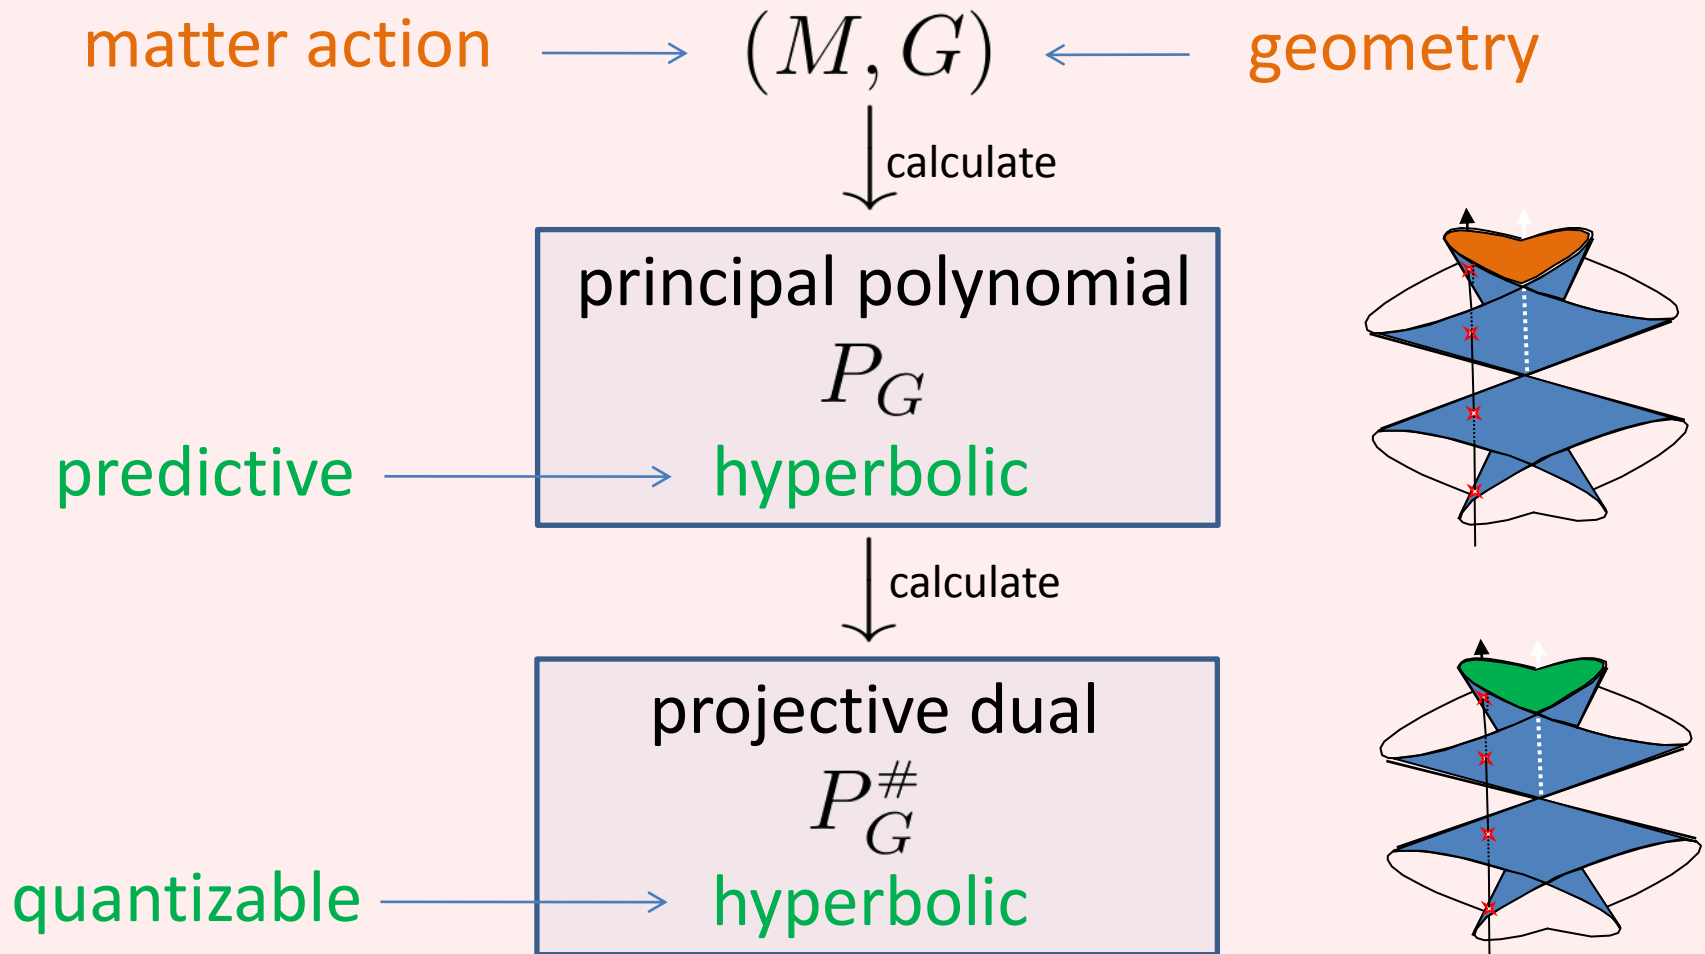 matter action (M, G) geometry
calculate
principal polynomial
P_G
predictive hyperbolic
calculate
projective dual
P_G^#
quantizable hyperbolic